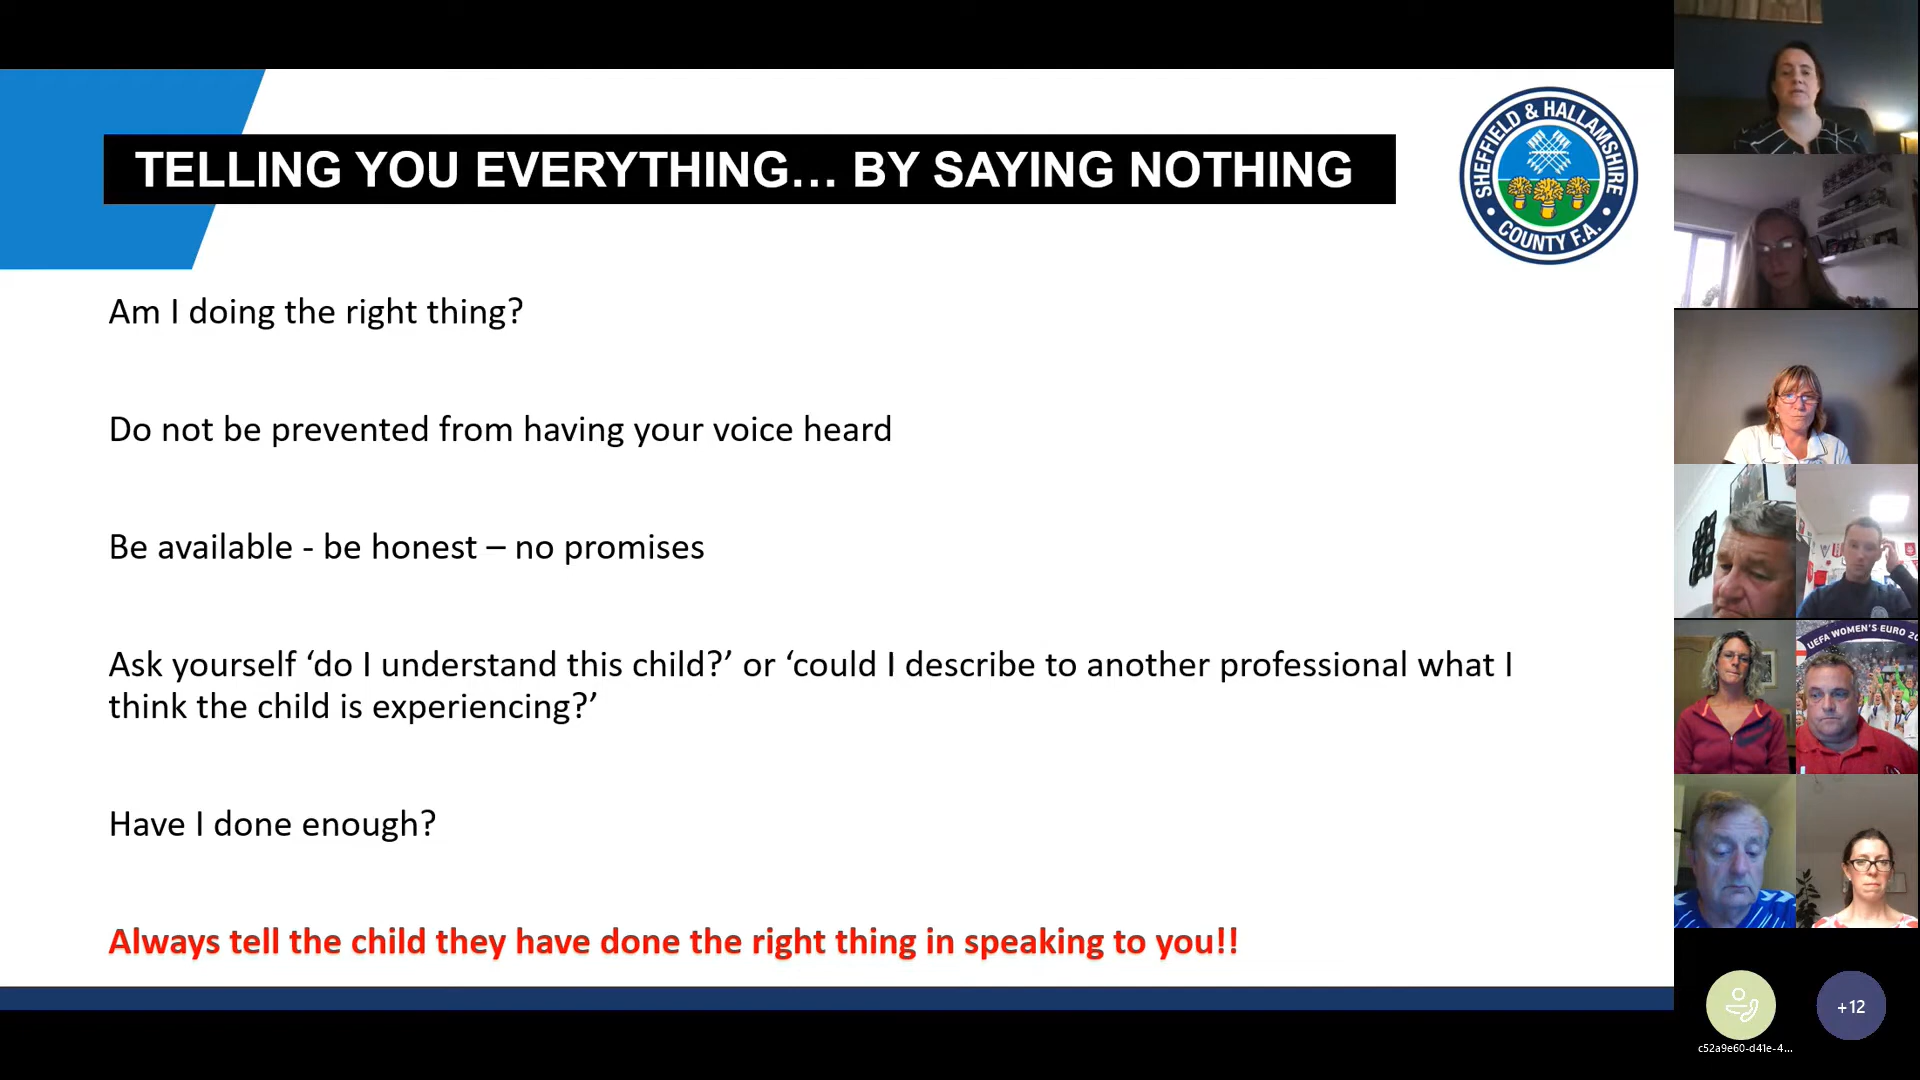 TELLING YOU EVERYTHING… BY SAYING NOTHING
SHEFFIELD & HALLAMSHIRE
COUNTY F.A.
Am I doing the right thing?
Do not be prevented from having your voice heard
Be available - be honest – no promises
Ask yourself ‘do I understand this child?’ or ‘could I describe to another professional what I
think the child is experiencing?’
Have I done enough?
Always tell the child they have done the right thing in speaking to you!!
UEFA WOMEN'S EURO
c52a9e60-d41e-4...
+12